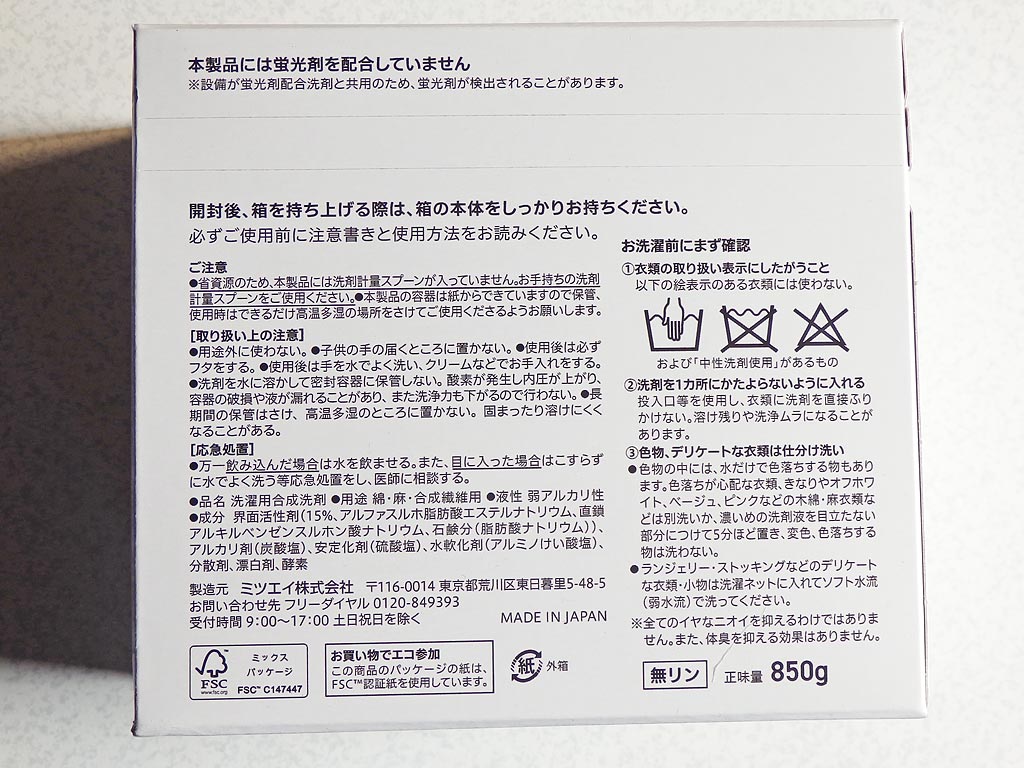 本製品には蛍光剤を配合していません
※設備が蛍光剤配合洗剤と共用のため、蛍光剤が検出されることがあります。
開封後、箱を持ち上げる際は、箱の本体をしっかりお持ちください。
必ずご使用前に注意書きと使用方法をお読みください。
ご注意
●省資源のため、本製品には洗剤計量スプーンが入っていません。お手持ちの洗剤
計量スプーンをご使用ください。●本製品の容器は紙からできていますので保管、
使用時はできるだけ高温多湿の場所をさけてご使用くださるようお願いします。
[取り扱い上の注意]
●用途外に使わない。●子供の手の届くところに置かない。●使用後は必ず
フタをする。●使用後は手を水でよく洗い、クリームなどでお手入れをする。
●洗剤を水に溶かして密封容器に保管しない。酸素が発生し内圧が上がり、
容器の破損や液が漏れることがあり、また洗浄力も下がるので行わない。●長
期間の保管はさけ、高温多湿のところに置かない。固まったり溶けにくく
なることがある。
[応急処置]
●万一飲み込んだ場合は水を飲ませる。また、目に入った場合はこすらず
に水でよく洗う等応急処置をし、医師に相談する。
●品名 洗濯用合成洗剤 ●用途 綿・麻・合成繊維用 ●液性 弱アルカリ性
●成分 界面活性剤(15%、アルファスルホ脂肪酸エステルナトリウム、直鎖
アルキルベンゼンスルホン酸ナトリウム、石鹸分(脂肪酸ナトリウム))、
アルカリ剤(炭酸塩)、安定化剤(硫酸塩)、水軟化剤(アルミノけい酸塩)、
分散剤、漂白剤、酵素
製造元 ミツエイ株式会社 〒116-0014 東京都荒川区東日暮里5-48-5
お問い合わせ先 フリーダイヤル 0120-849393
受付時間 9:00〜17:00 土日祝日を除く
MADE IN JAPAN
FSC
www.fsc.org
ミックス
パッケージ
FSC™ C147447
お買い物でエコ参加
この商品のパッケージの紙は、
FSC™認証紙を使用しています。
紙 外箱
お洗濯前にまず確認
①衣類の取り扱い表示にしたがうこと
以下の絵表示のある衣類には使わない。
および「中性洗剤使用」があるもの
②洗剤を1カ所にかたよらないように入れる
投入口等を使用し、衣類に洗剤を直接ふり
かけない。溶け残りや洗浄ムラになることが
あります。
③色物、デリケートな衣類は仕分け洗い
●色物の中には、水だけで色落ちする物もあり
ます。色落ちが心配な衣類、きなりやオフホワ
イト、ベージュ、ピンクなどの木綿・麻衣類な
どは別洗いか、濃いめの洗剤液を目立たない
部分につけて5分ほど置き、変色、色落ちする
物は洗わない。
●ランジェリー・ストッキングなどのデリケート
な衣類・小物は洗濯ネットに入れてソフト水流
(弱水流)で洗ってください。
※全てのイヤなニオイを抑えるわけではありま
せん。また、体臭を抑える効果はありません。
無リン
正味量 850g